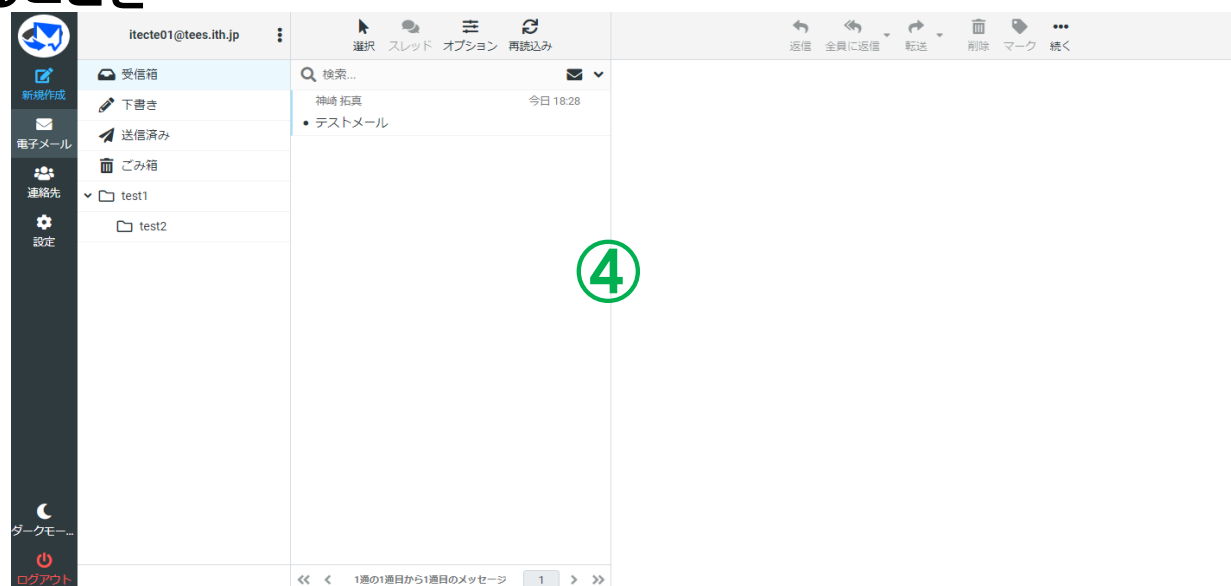 itecte01@tees.ith.jp
選択 スレッド オプション 再読込み
返信 全員に返信 転送 削除 マーク 続く
新規作成
電子メール
連絡先
設定
ダークモー...
ログアウト
受信箱
下書き
送信済み
ごみ箱
test1
test2
検索...
神崎 拓真 今日 18:28
• テストメール
④
1通の1通目から1通目のメッセージ 1